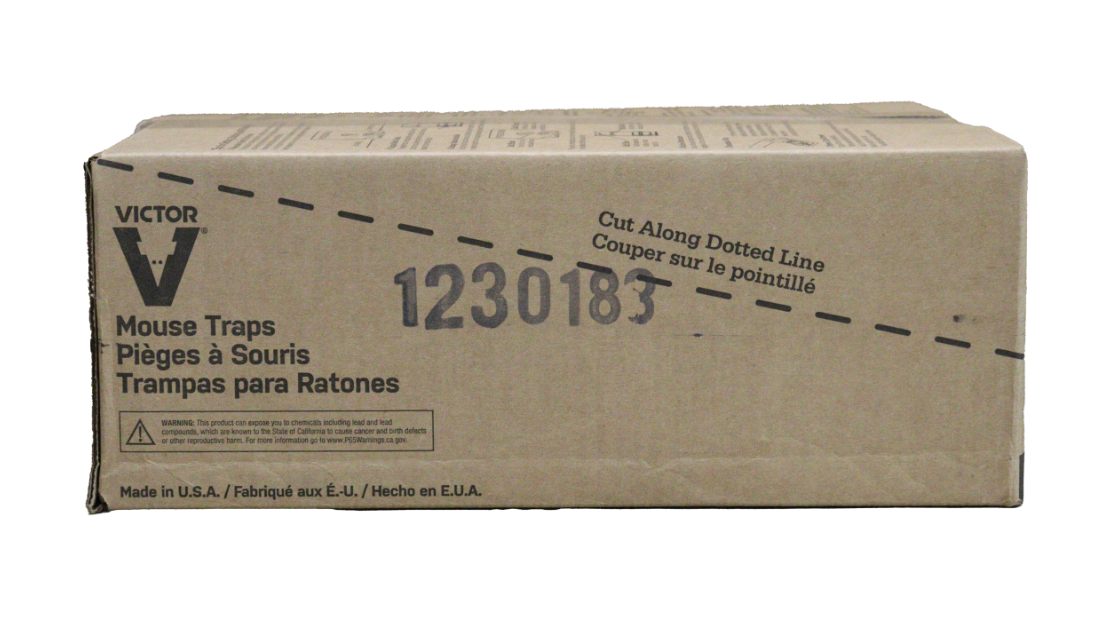 VICTOR
®
Cut Along Dotted Line
Couper sur le pointillé
1230183
Mouse Traps
Pièges à Souris
Trampas para Ratones
WARNING: This product can expose you to chemicals including lead and lead
compounds, which are known to the State of California to cause cancer and birth defects
or other reproductive harm. For more information go to www.P65Warnings.ca.gov.
Made in U.S.A. / Fabriqué aux É.-U. / Hecho en E.U.A.